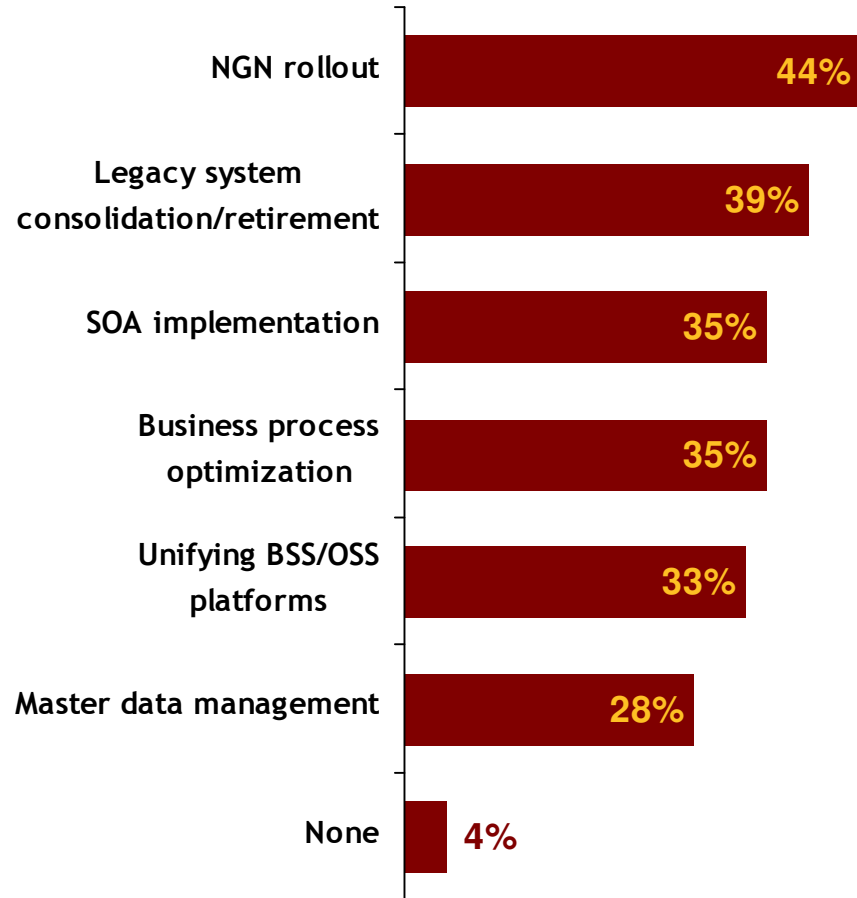 NGN rollout
44%
Legacy system
consolidation/retirement
39%
SOA implementation
35%
Business process
optimization
35%
Unifying BSS/OSS
platforms
33%
Master data management
28%
None
4%